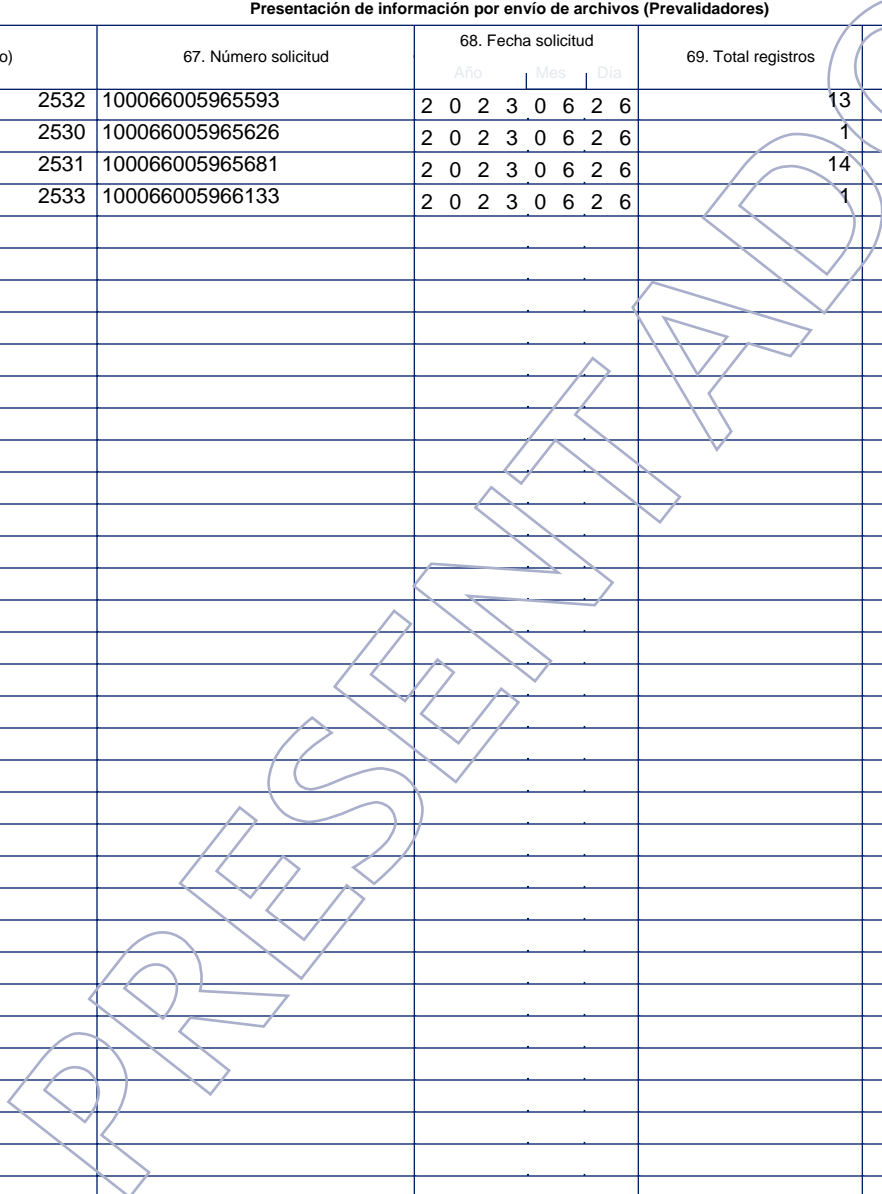 Presentación de información por envío de archivos (Prevalidadores)
o) 67. Número solicitud 68. Fecha solicitud 69. Total registros
Año Mes Día
2532 100066005965593 2 0 2 3 0 6 2 6 13
2530 100066005965626 2 0 2 3 0 6 2 6 1
2531 100066005965681 2 0 2 3 0 6 2 6 14
2533 100066005966133 2 0 2 3 0 6 2 6 1
PRESENTADO